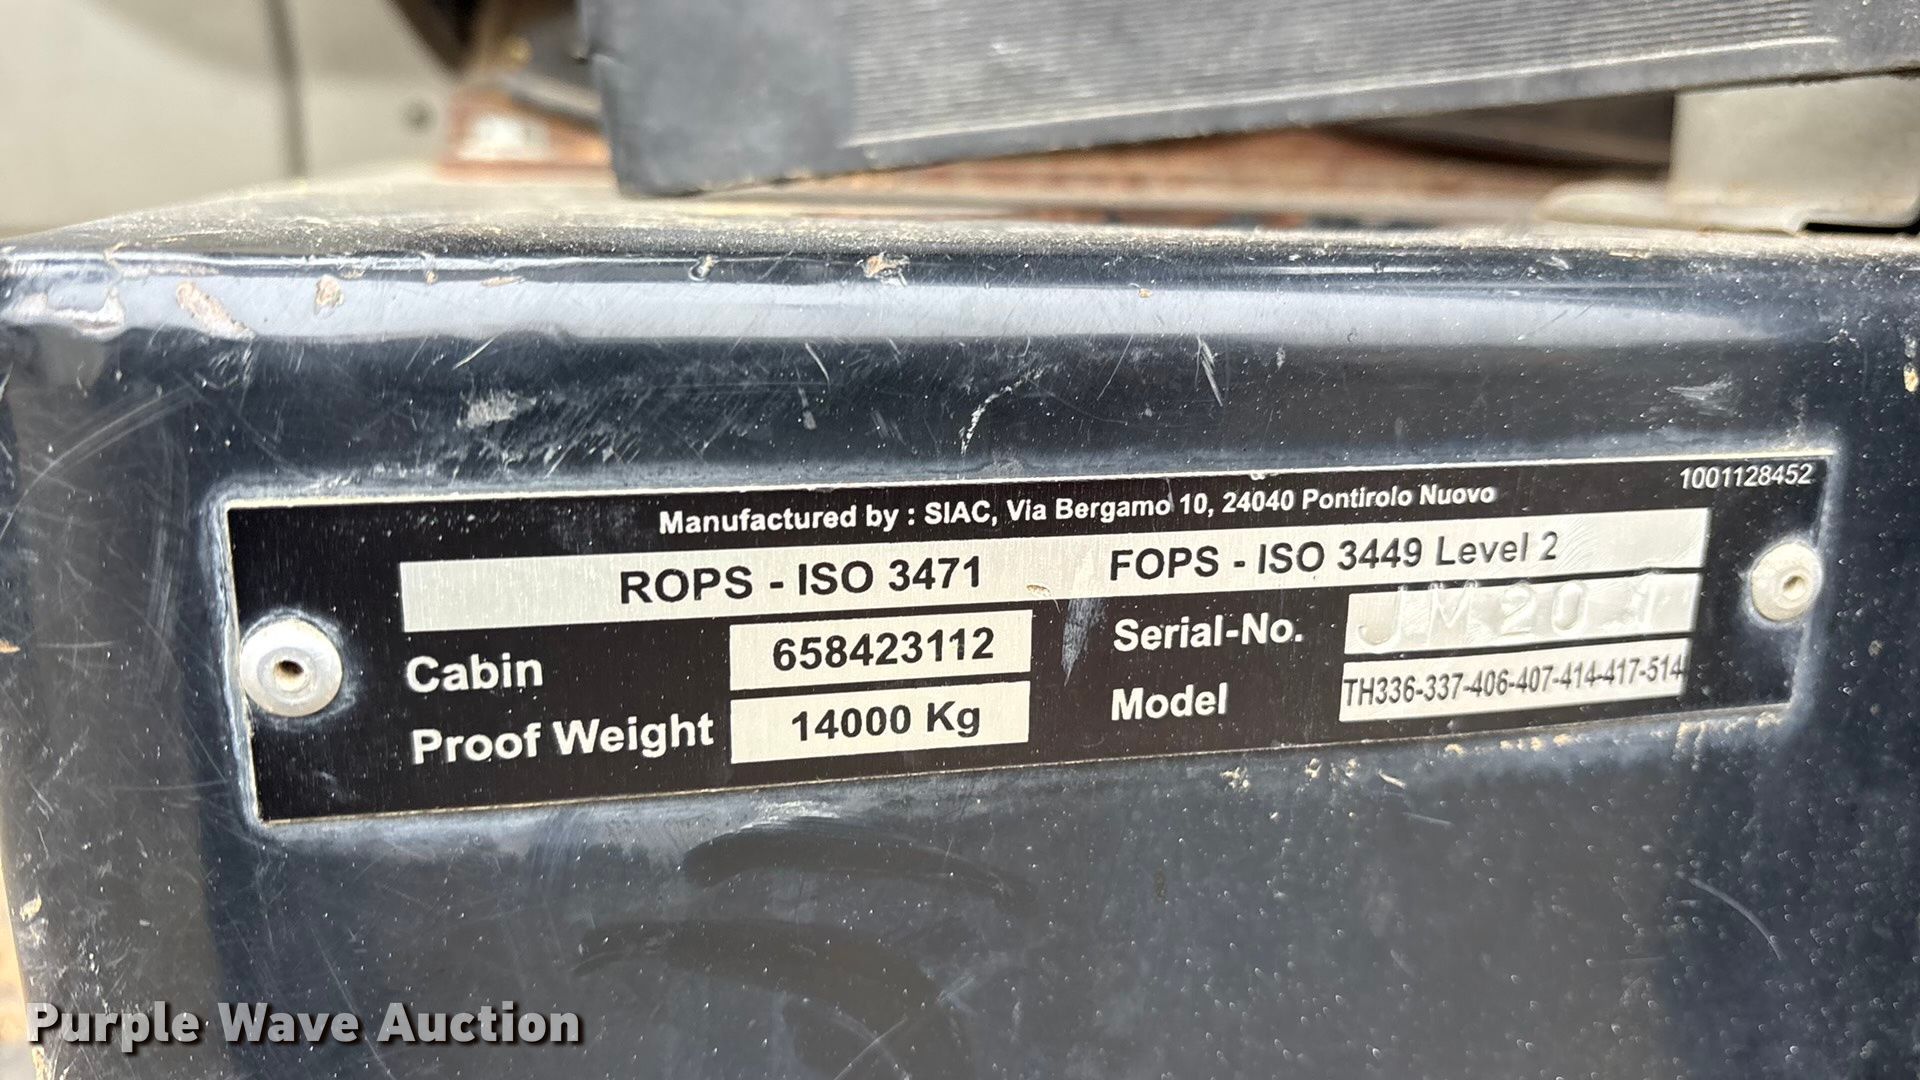 1001128452
Manufactured by : SIAC, Via Bergamo 10, 24040 Pontirolo Nuovo
ROPS - ISO 3471 FOPS - ISO 3449 Level 2
Cabin 658423112 Serial-No. JM20
Proof Weight 14000 Kg Model TH336-337-406-407-414-417-514
Purple Wave Auction